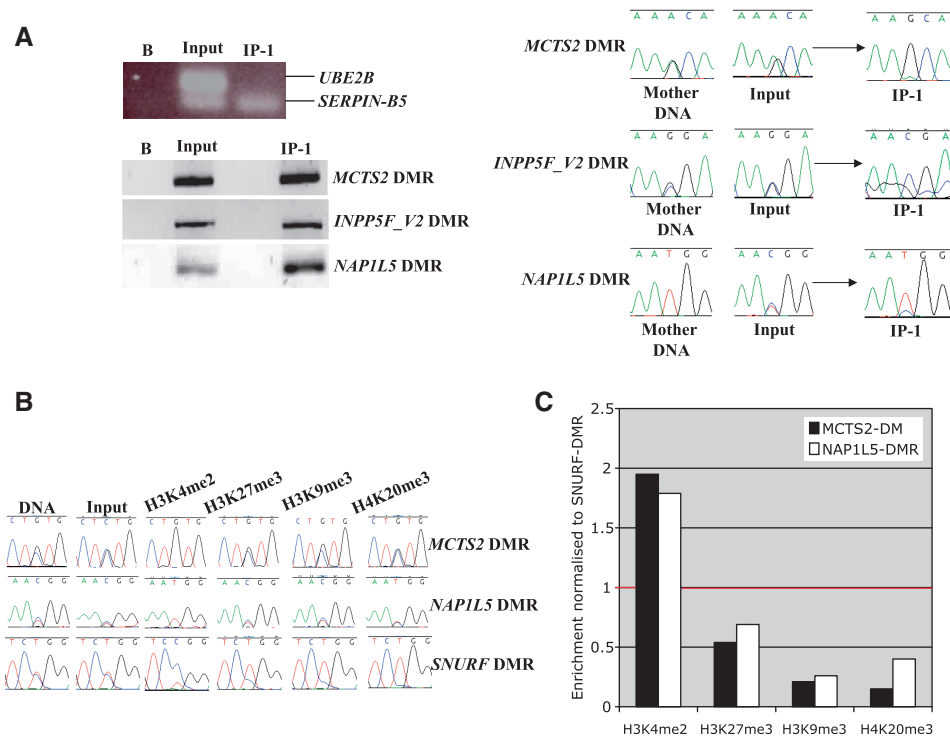 A
B Input IP-1
UBE2B
SERPIN-B5
B Input IP-1
MCTS2 DMR
INPP5F_V2 DMR
NAP1L5 DMR
A A A C A
A A A C A
A A G C A
MCTS2 DMR
Mother DNA
Input
IP-1
A A G G A
A A G G A
A A C G A
INPP5F_V2 DMR
Mother DNA
Input
IP-1
A A T G G
A A C G G
A A T G G
NAP1L5 DMR
Mother DNA
Input
IP-1
B
DNA Input H3K4me2 H3K27me3 H3K9me3 H4K20me3
C T G T G
C T C T G
C T G T G
C T G T G
C T G T G
C T G T G
MCTS2 DMR
A A C G G
A A C G G
A A T G G
A A C G G
A A C G G
A A T G G
NAP1L5 DMR
T C T G G
T C T G G
T C C G G
T C T G G
T C T G G
T C T G G
SNURF DMR
C
Enrichment normalised to SNURF-DMR
2.5
2
1.5
1
0.5
0
MCTS2-DM
NAP1L5-DMR
H3K4me2 H3K27me3 H3K9me3 H4K20me3